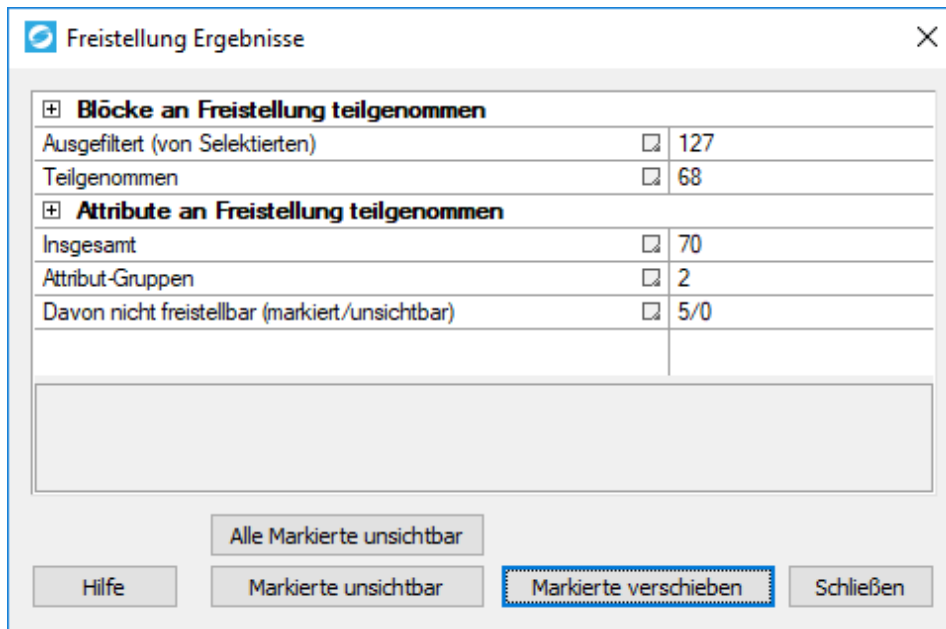 Freistellung Ergebnisse
Blöcke an Freistellung teilgenommen
Ausgefiltert (von Selektierten) 127
Teilgenommen 68
Attribute an Freistellung teilgenommen
Insgesamt 70
Attribut-Gruppen 2
Davon nicht freistellbar (markiert/unsichtbar) 5/0
Alle Markierte unsichtbar
Hilfe Markierte unsichtbar Markierte verschieben Schließen